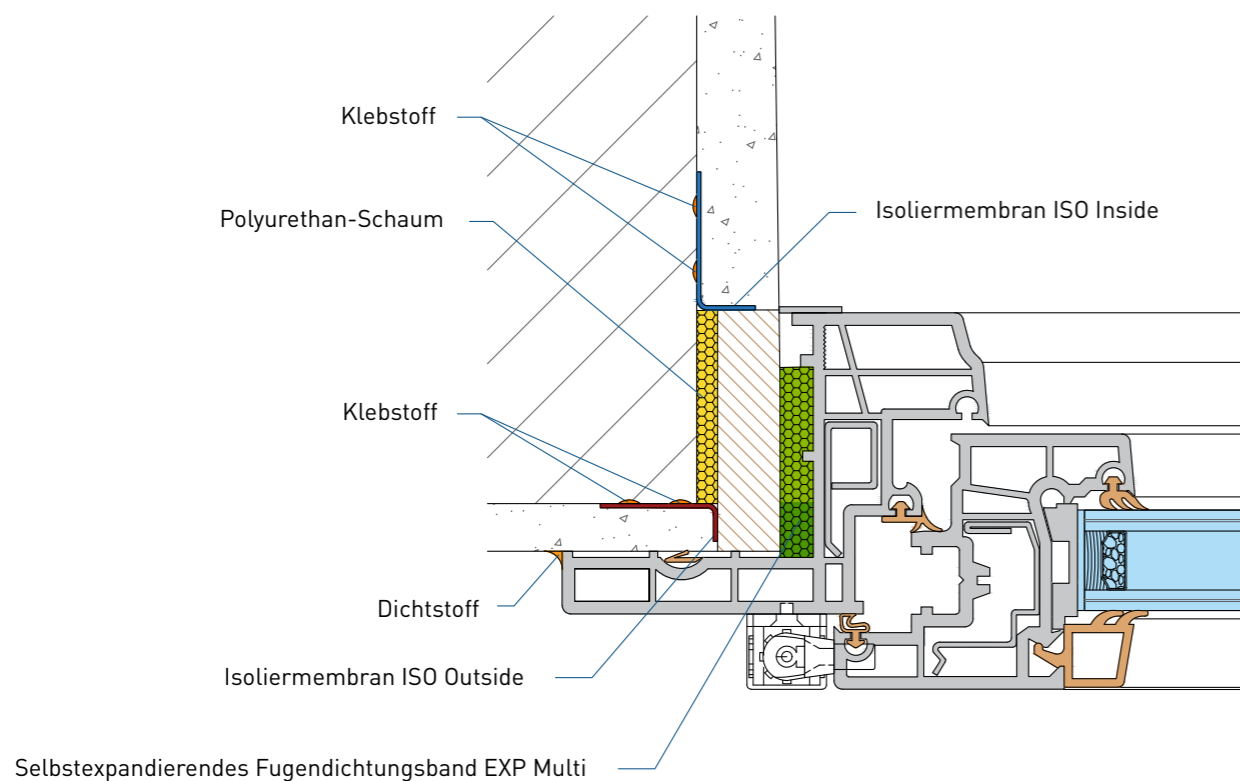 Klebstoff
Isoliermembran ISO Inside
Polyurethan-Schaum
Klebstoff
Dichtstoff
Isoliermembran ISO Outside
Selbstexpandierendes Fugendichtungsband EXP Multi